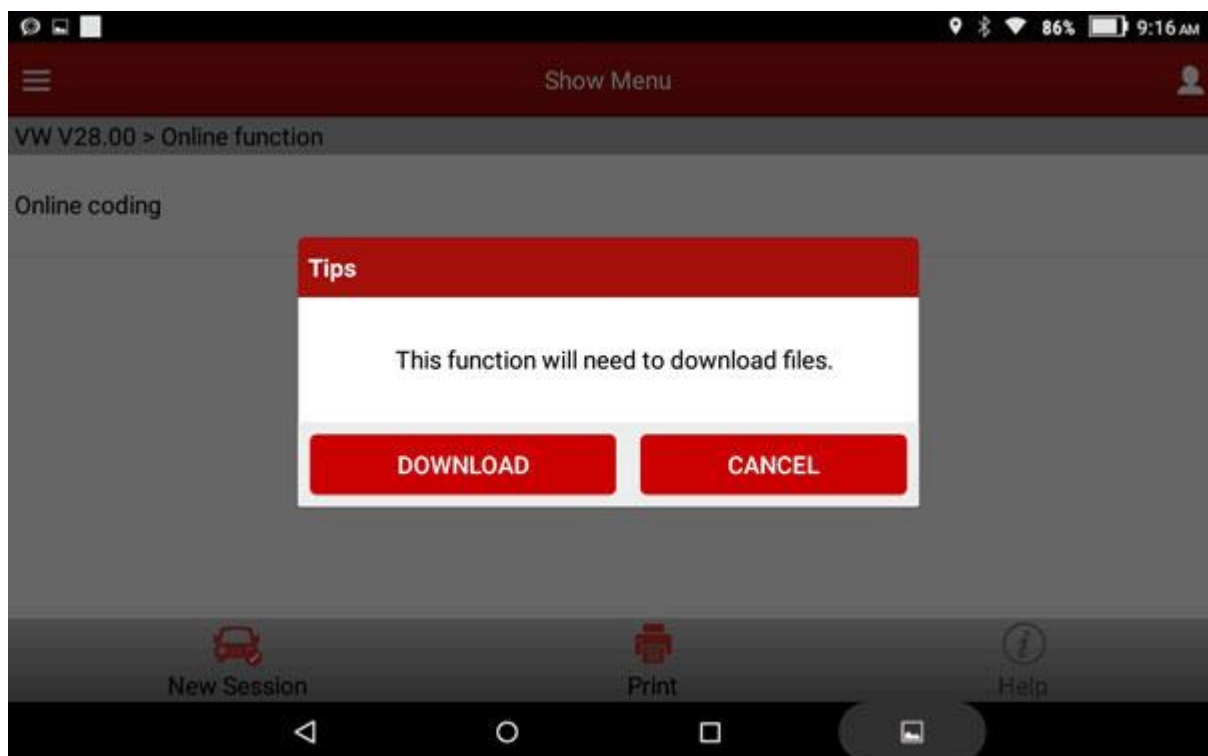 86% 9:16 AM
Show Menu
VW V28.00 > Online function
Online coding
Tips
This function will need to download files.
DOWNLOAD CANCEL
New Session Print Help